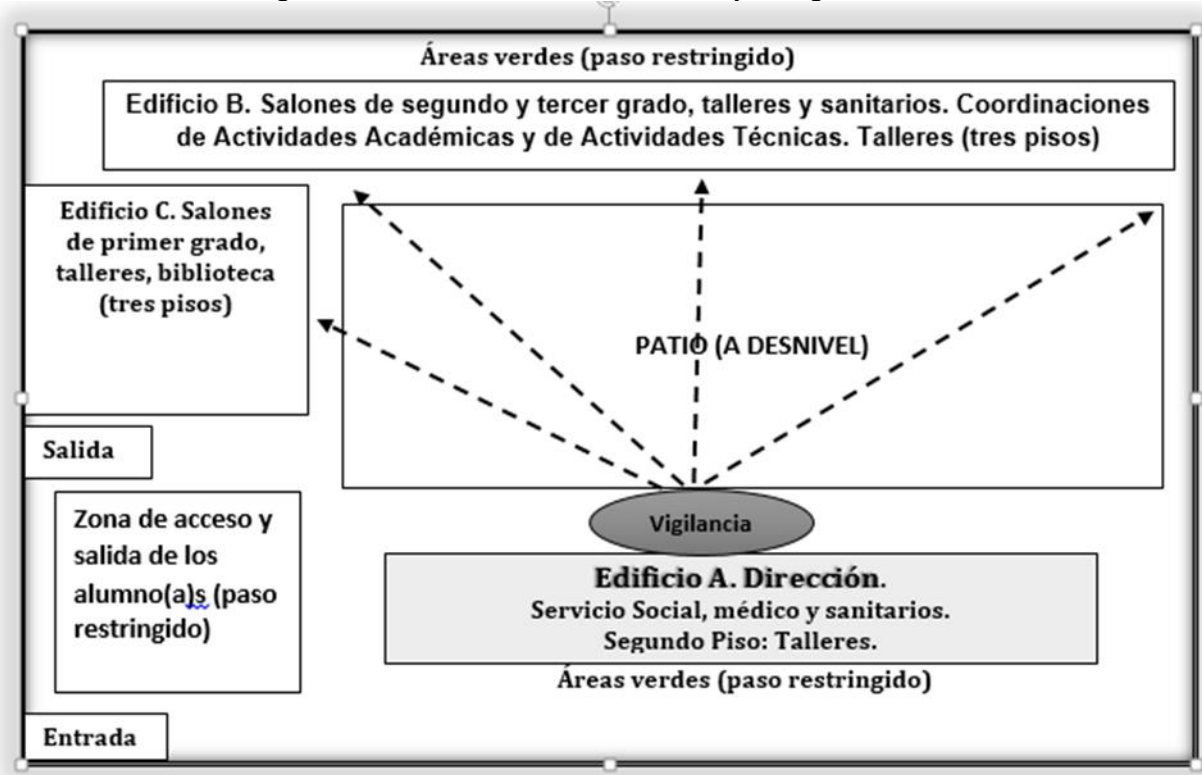 Áreas verdes (paso restringido)
Edificio B. Salones de segundo y tercer grado, talleres y sanitarios. Coordinaciones
de Actividades Académicas y de Actividades Técnicas. Talleres (tres pisos)
Edificio C. Salones
de primer grado,
talleres, biblioteca
(tres pisos)
PATIO (A DESNIVEL)
Salida
Zona de acceso y
salida de los
alumno(a)s (paso
restringido)
Vigilancia
Edificio A. Dirección.
Servicio Social, médico y sanitarios.
Segundo Piso: Talleres.
Áreas verdes (paso restringido)
Entrada